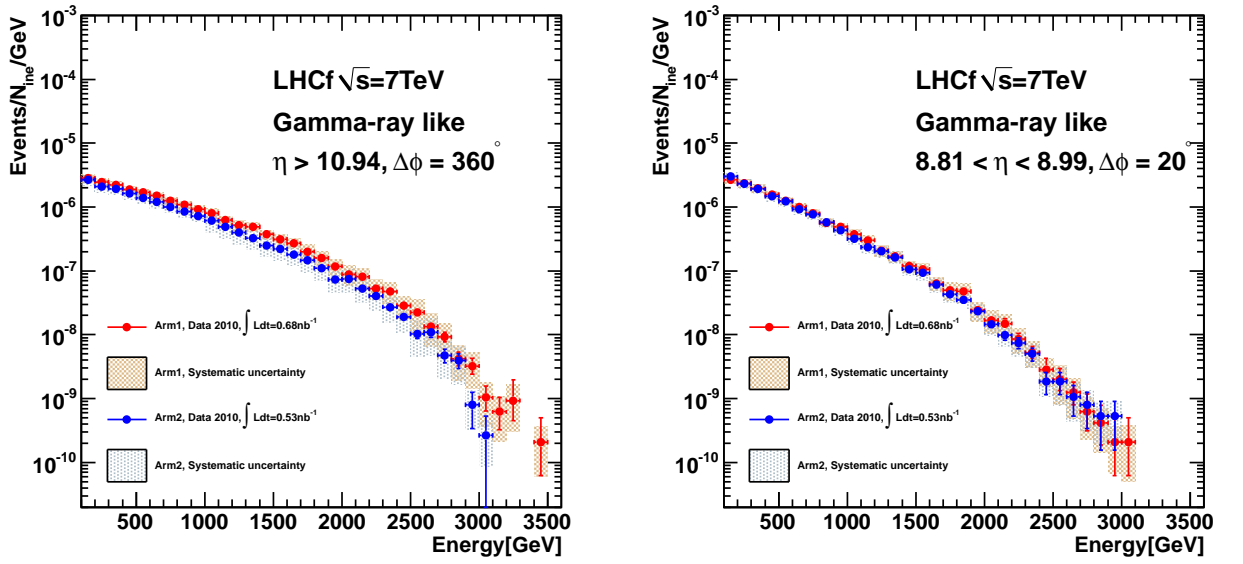 Events/N_ine/GeV
10⁻³
10⁻⁴
10⁻⁵
10⁻⁶
10⁻⁷
10⁻⁸
10⁻⁹
10⁻¹⁰
LHCf √s=7TeV
Gamma-ray like
η > 10.94, Δϕ = 360°
Arm1, Data 2010, ∫ Ldt=0.68nb⁻¹
Arm1, Systematic uncertainty
Arm2, Data 2010, ∫ Ldt=0.53nb⁻¹
Arm2, Systematic uncertainty
500 1000 1500 2000 2500 3000 3500
Energy[GeV]
Events/N_ine/GeV
10⁻³
10⁻⁴
10⁻⁵
10⁻⁶
10⁻⁷
10⁻⁸
10⁻⁹
10⁻¹⁰
LHCf √s=7TeV
Gamma-ray like
8.81 < η < 8.99, Δϕ = 20°
Arm1, Data 2010, ∫ Ldt=0.68nb⁻¹
Arm1, Systematic uncertainty
Arm2, Data 2010, ∫ Ldt=0.53nb⁻¹
Arm2, Systematic uncertainty
500 1000 1500 2000 2500 3000 3500
Energy[GeV]